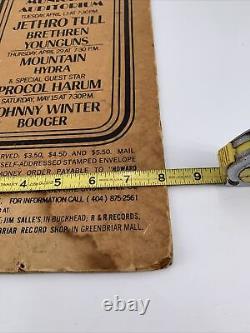 AUDITORIUM
TUESDAY, APRIL 13 AT 7:30 P.M.
JETHRO TULL
BRETHREN
YOUNGUNS
THURSDAY, APRIL 29 AT 7:30 P.M.
MOUNTAIN
HYDRA
& SPECIAL GUEST STAR
PROCOL HARUM
SATURDAY, MAY 15 AT 7:30 P.M.
JOHNNY WINTER
BOOGER
RVED: $3.50, $4.50 AND $5.50. MAIL
SELF-ADDRESSED STAMPED ENVELOPE
MONEY ORDER PAYABLE TO "HOWARD
4 5 6 7 8 9
FOR INFORMATION CALL (404) 875-2561
AT
JIM SALLE'S, IN BUCKHEAD; R & R RECORDS,
BRIAR RECORD SHOP, IN GREENBRIAR MALL.